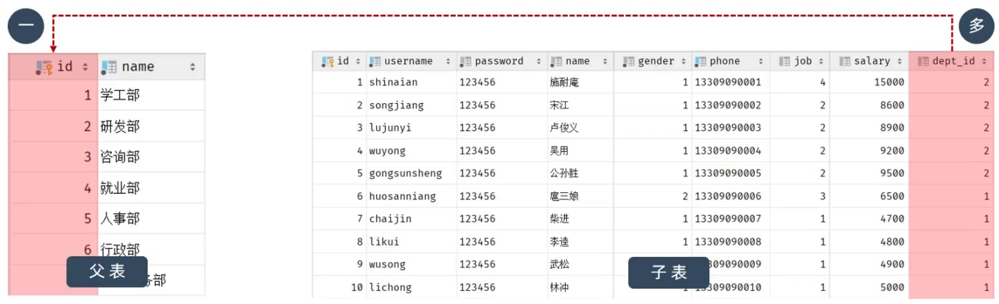 一
多
id name
1 学工部
2 研发部
3 咨询部
4 就业部
5 人事部
6 行政部
务部
父表
id username password name gender phone job salary dept_id
1 shinaian 123456 施耐庵 1 13309090001 4 15000 2
2 songjiang 123456 宋江 1 13309090002 2 8600 2
3 lujunyi 123456 卢俊义 1 13309090003 2 8900 2
4 wuyong 123456 吴用 1 13309090004 2 9200 2
5 gongsunsheng 123456 公孙胜 1 13309090005 2 9500 2
6 huosanniang 123456 扈三娘 2 13309090006 3 6500 1
7 chaijin 123456 柴进 1 13309090007 1 4700 1
8 likui 123456 李逵 1 13309090008 1 4800 1
9 wusong 123456 武松 13309090009 1 4900 1
10 lichong 123456 林冲 1 13309090010 1 5000 1
子表